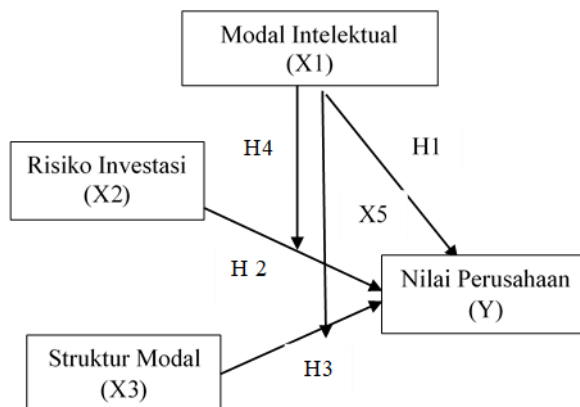 Modal Intelektual
(X1)
H4
H1
Risiko Investasi
(X2)
X5
H 2
Nilai Perusahaan
(Y)
Struktur Modal
(X3)
H3